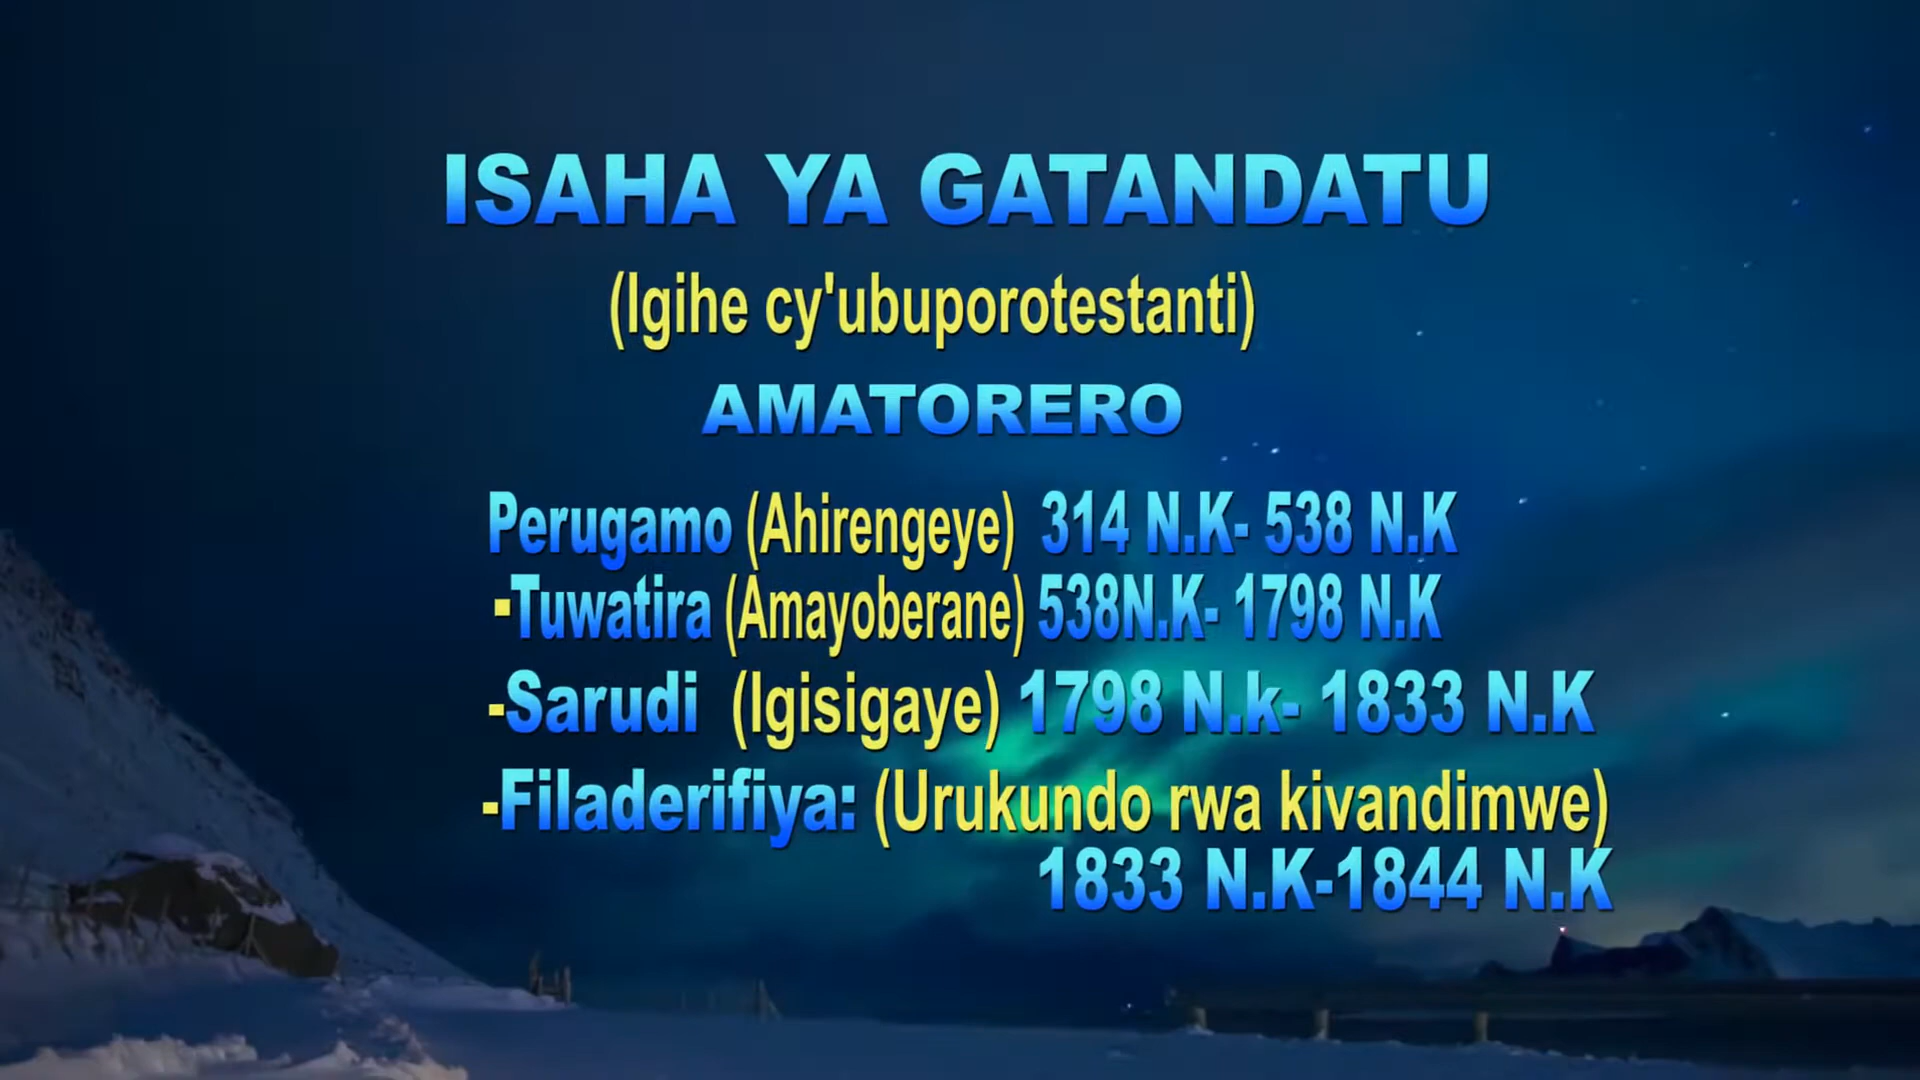 ISAHA YA GATANDATU
(Igihe cy'ubuporotestanti)
AMATORERO
Perugamo (Ahirengeye) 314 N.K- 538 N.K
▪Tuwatira (Amayoberane) 538N.K- 1798 N.K
-Sarudi (Igisigaye) 1798 N.k- 1833 N.K
-Filaderifiya: (Urukundo rwa kivandimwe)
1833 N.K-1844 N.K